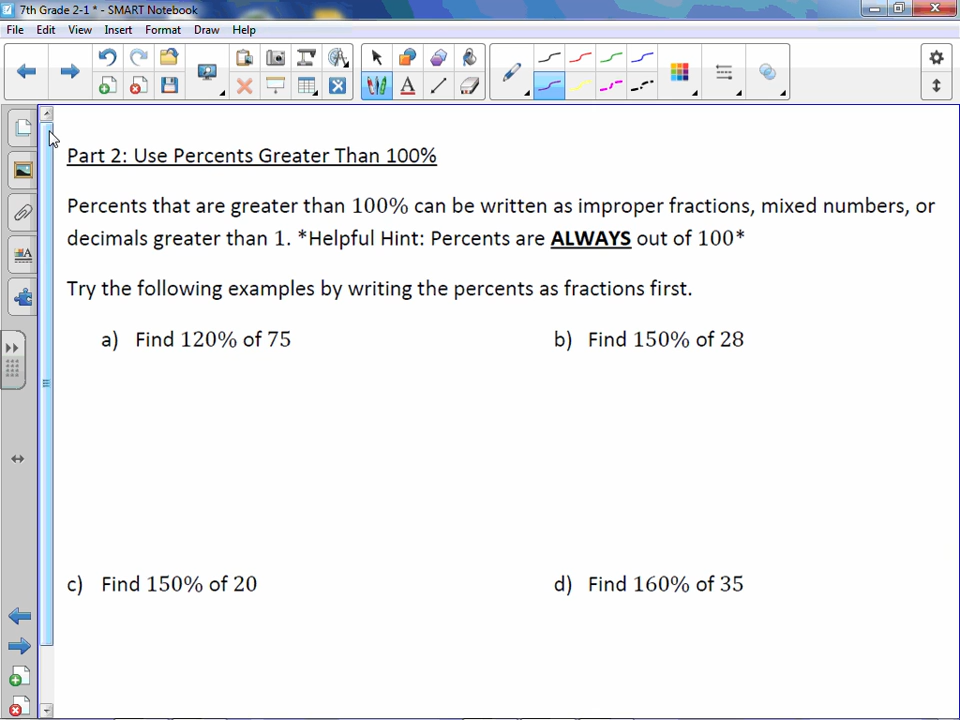 7th Grade 2-1 * - SMART Notebook
File Edit View Insert Format Draw Help
Part 2: Use Percents Greater Than 100%
Percents that are greater than 100% can be written as improper fractions, mixed numbers, or
decimals greater than 1. *Helpful Hint: Percents are ALWAYS out of 100*
Try the following examples by writing the percents as fractions first.
a) Find 120% of 75 b) Find 150% of 28
c) Find 150% of 20 d) Find 160% of 35